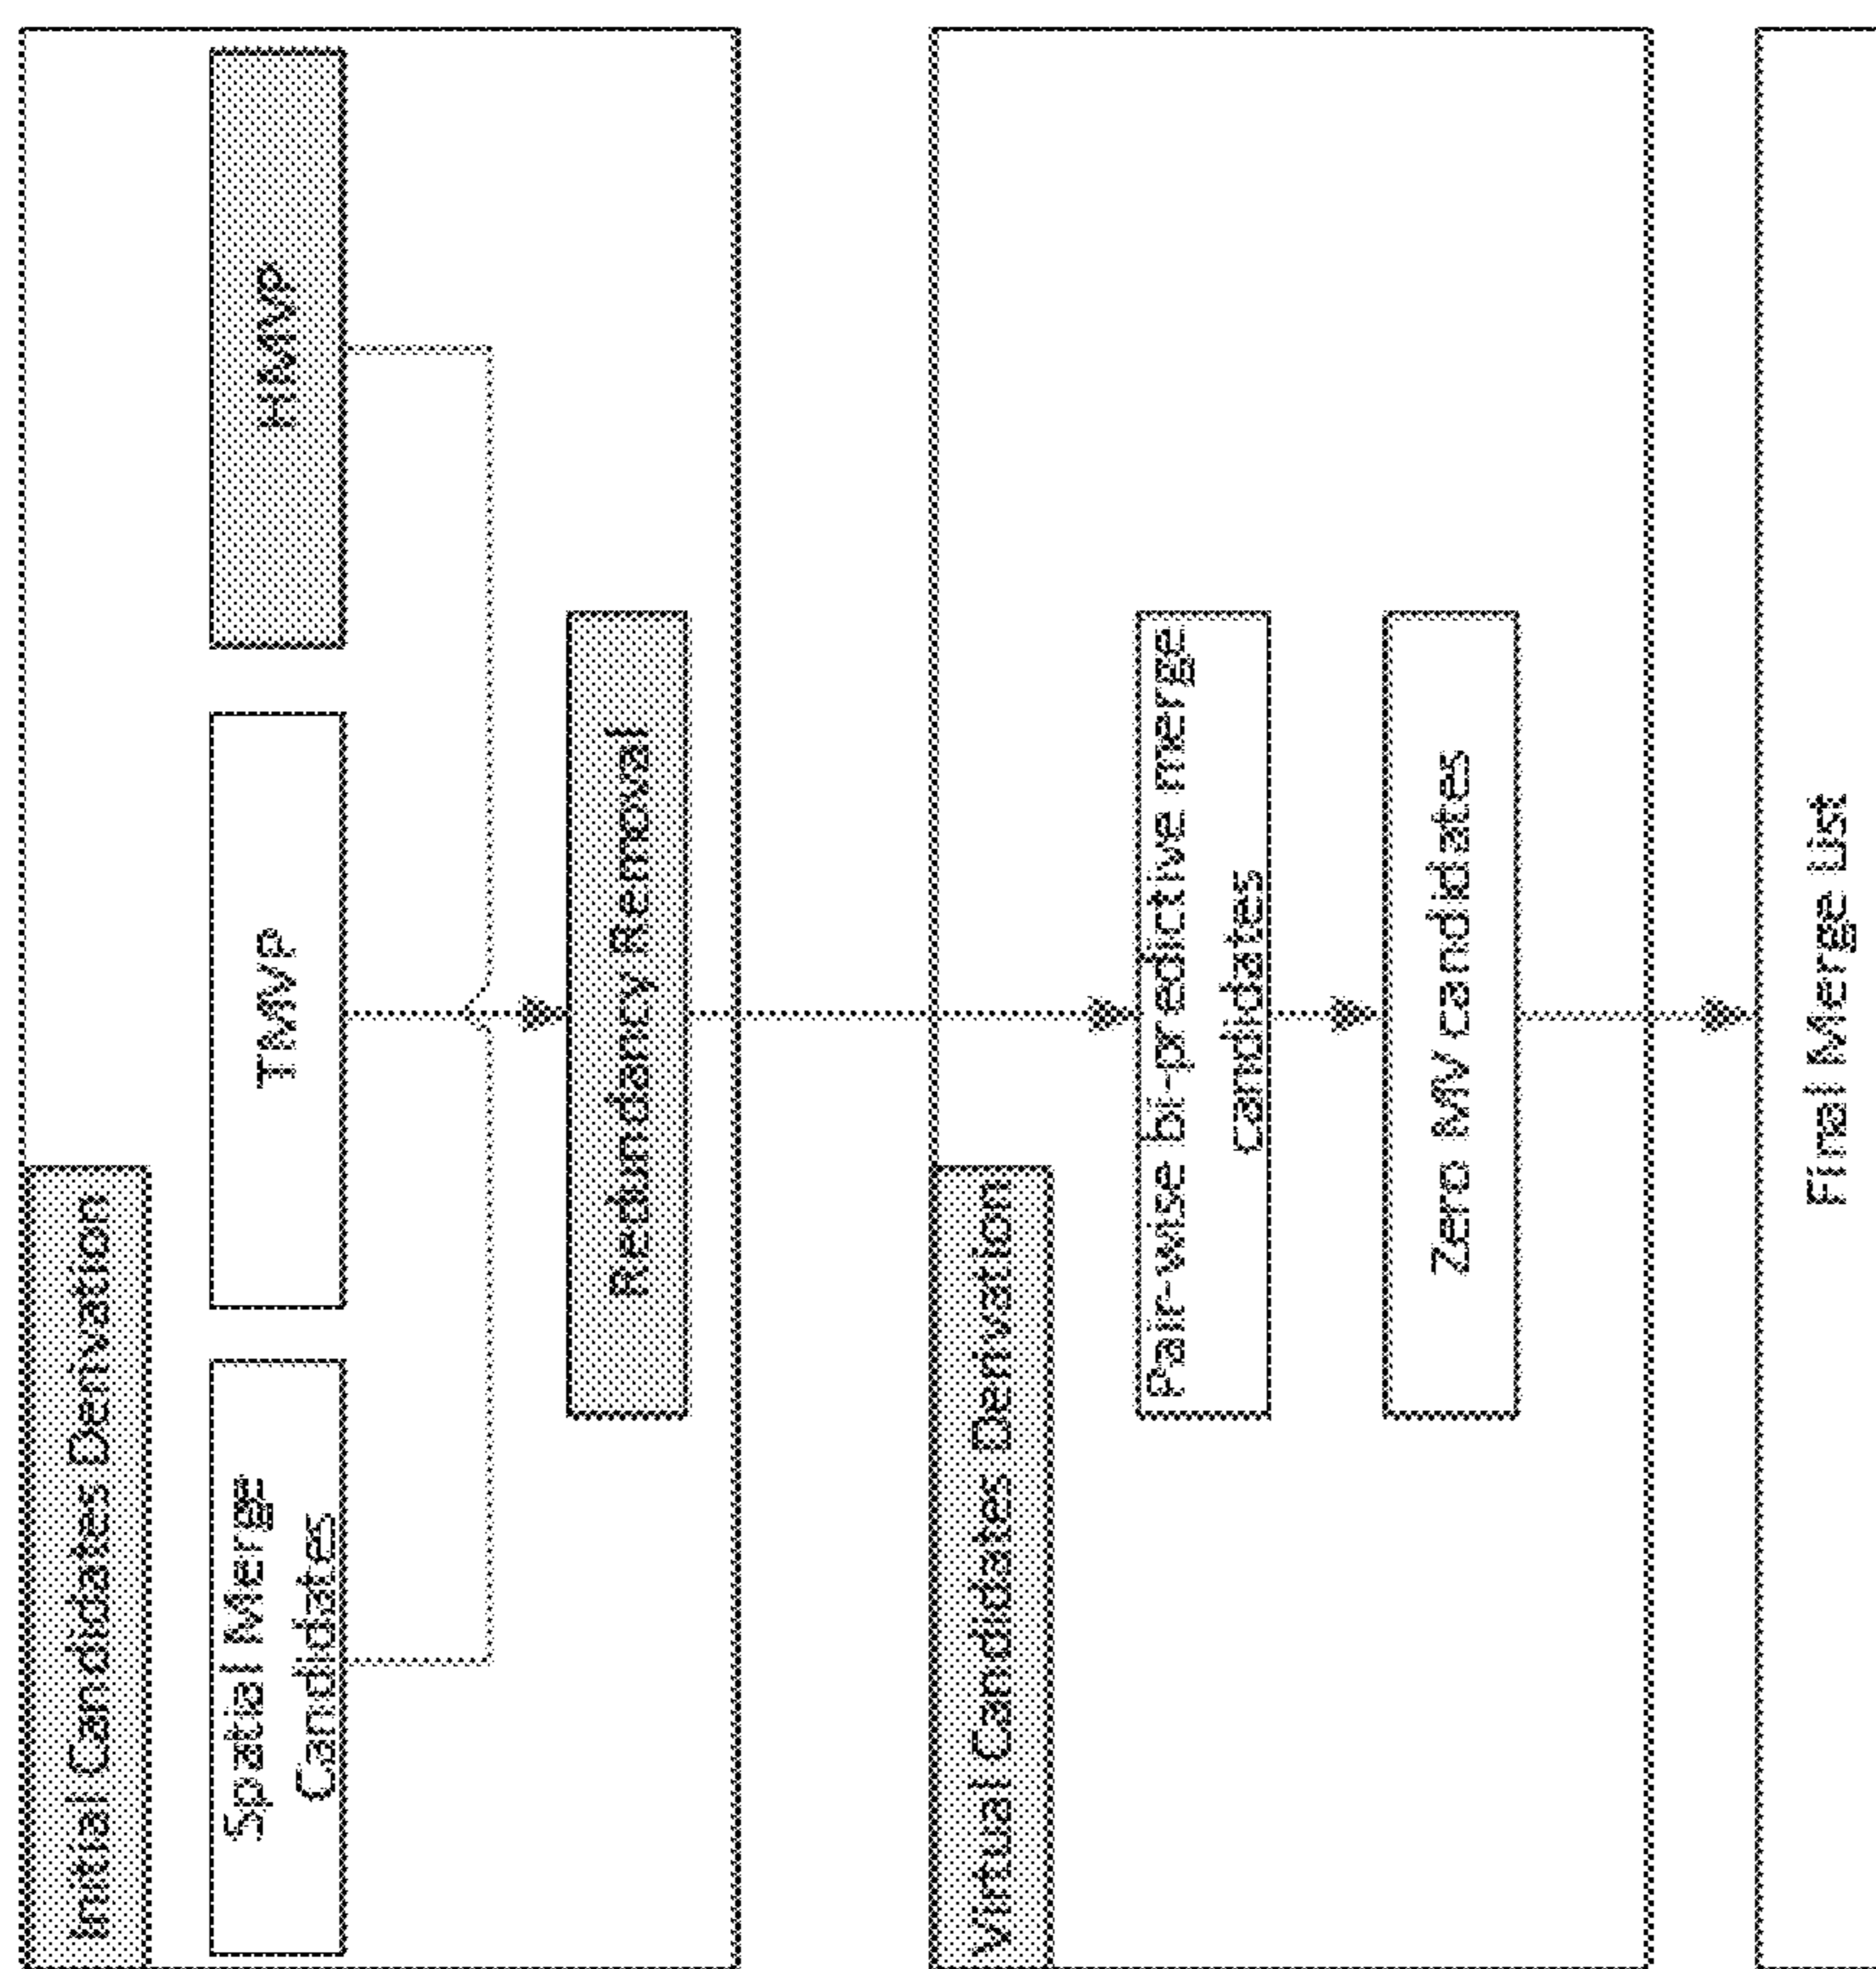 Initial Candidates Derivation
Spatial Merge
Candidates
TMVP
HMVP
Redundancy Removal
Virtual Candidates Derivation
Pair-wise bi-predictive merge
candidates
Zero MV candidates
Final Merge List